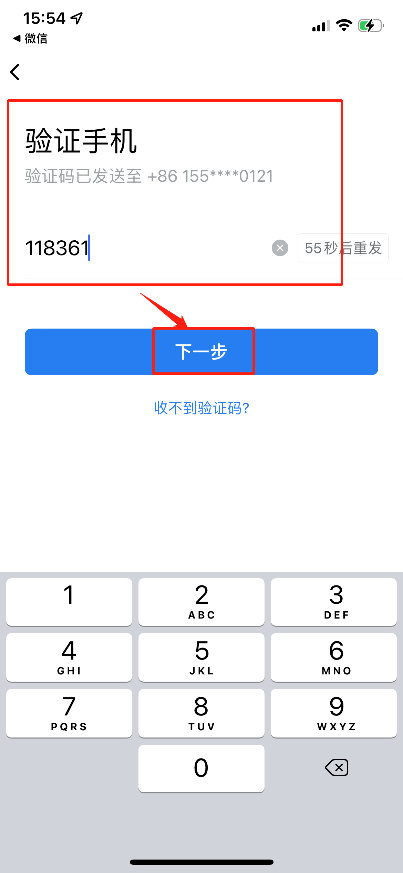 15:54
◀ 微信
验证手机
验证码已发送至 +86 155****0121
118361
55秒后重发
下一步
收不到验证码?
1
2
ABC
3
DEF
4
GHI
5
JKL
6
MNO
7
PQRS
8
TUV
9
WXYZ
0